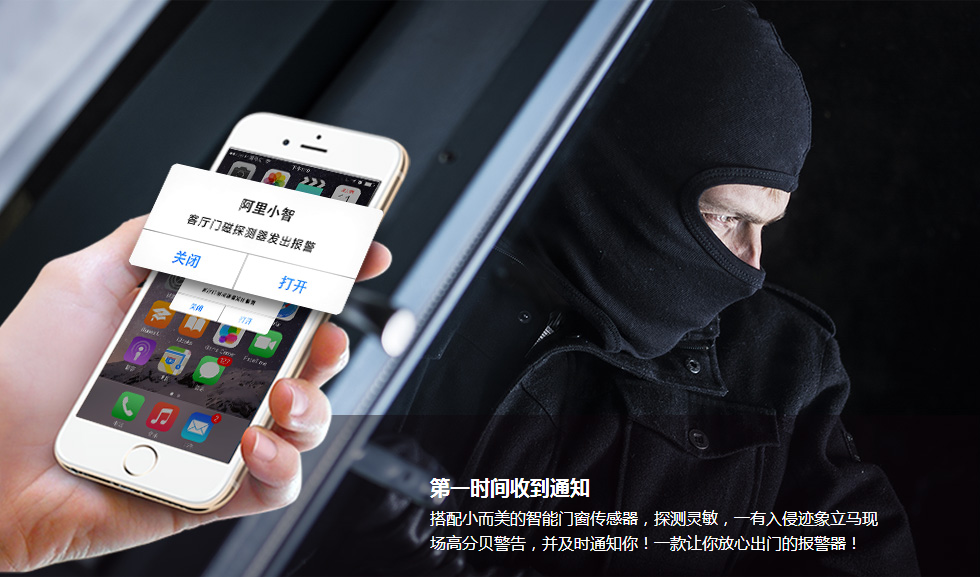 阿里小智
客厅门磁探测器发出报警
关闭
打开
关闭
第一时间收到通知
搭配小而美的智能门窗传感器，探测灵敏，一有入侵迹象立马现
场高分贝警告，并及时通知你！一款让你放心出门的报警器！